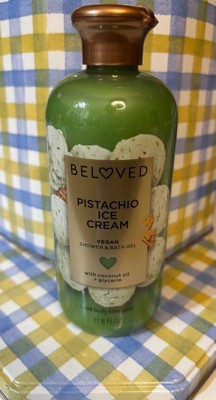 BELOVED
PISTACHIO
ICE
CREAM
VEGAN
SHOWER & BATH GEL
with coconut oil
+ glycerin